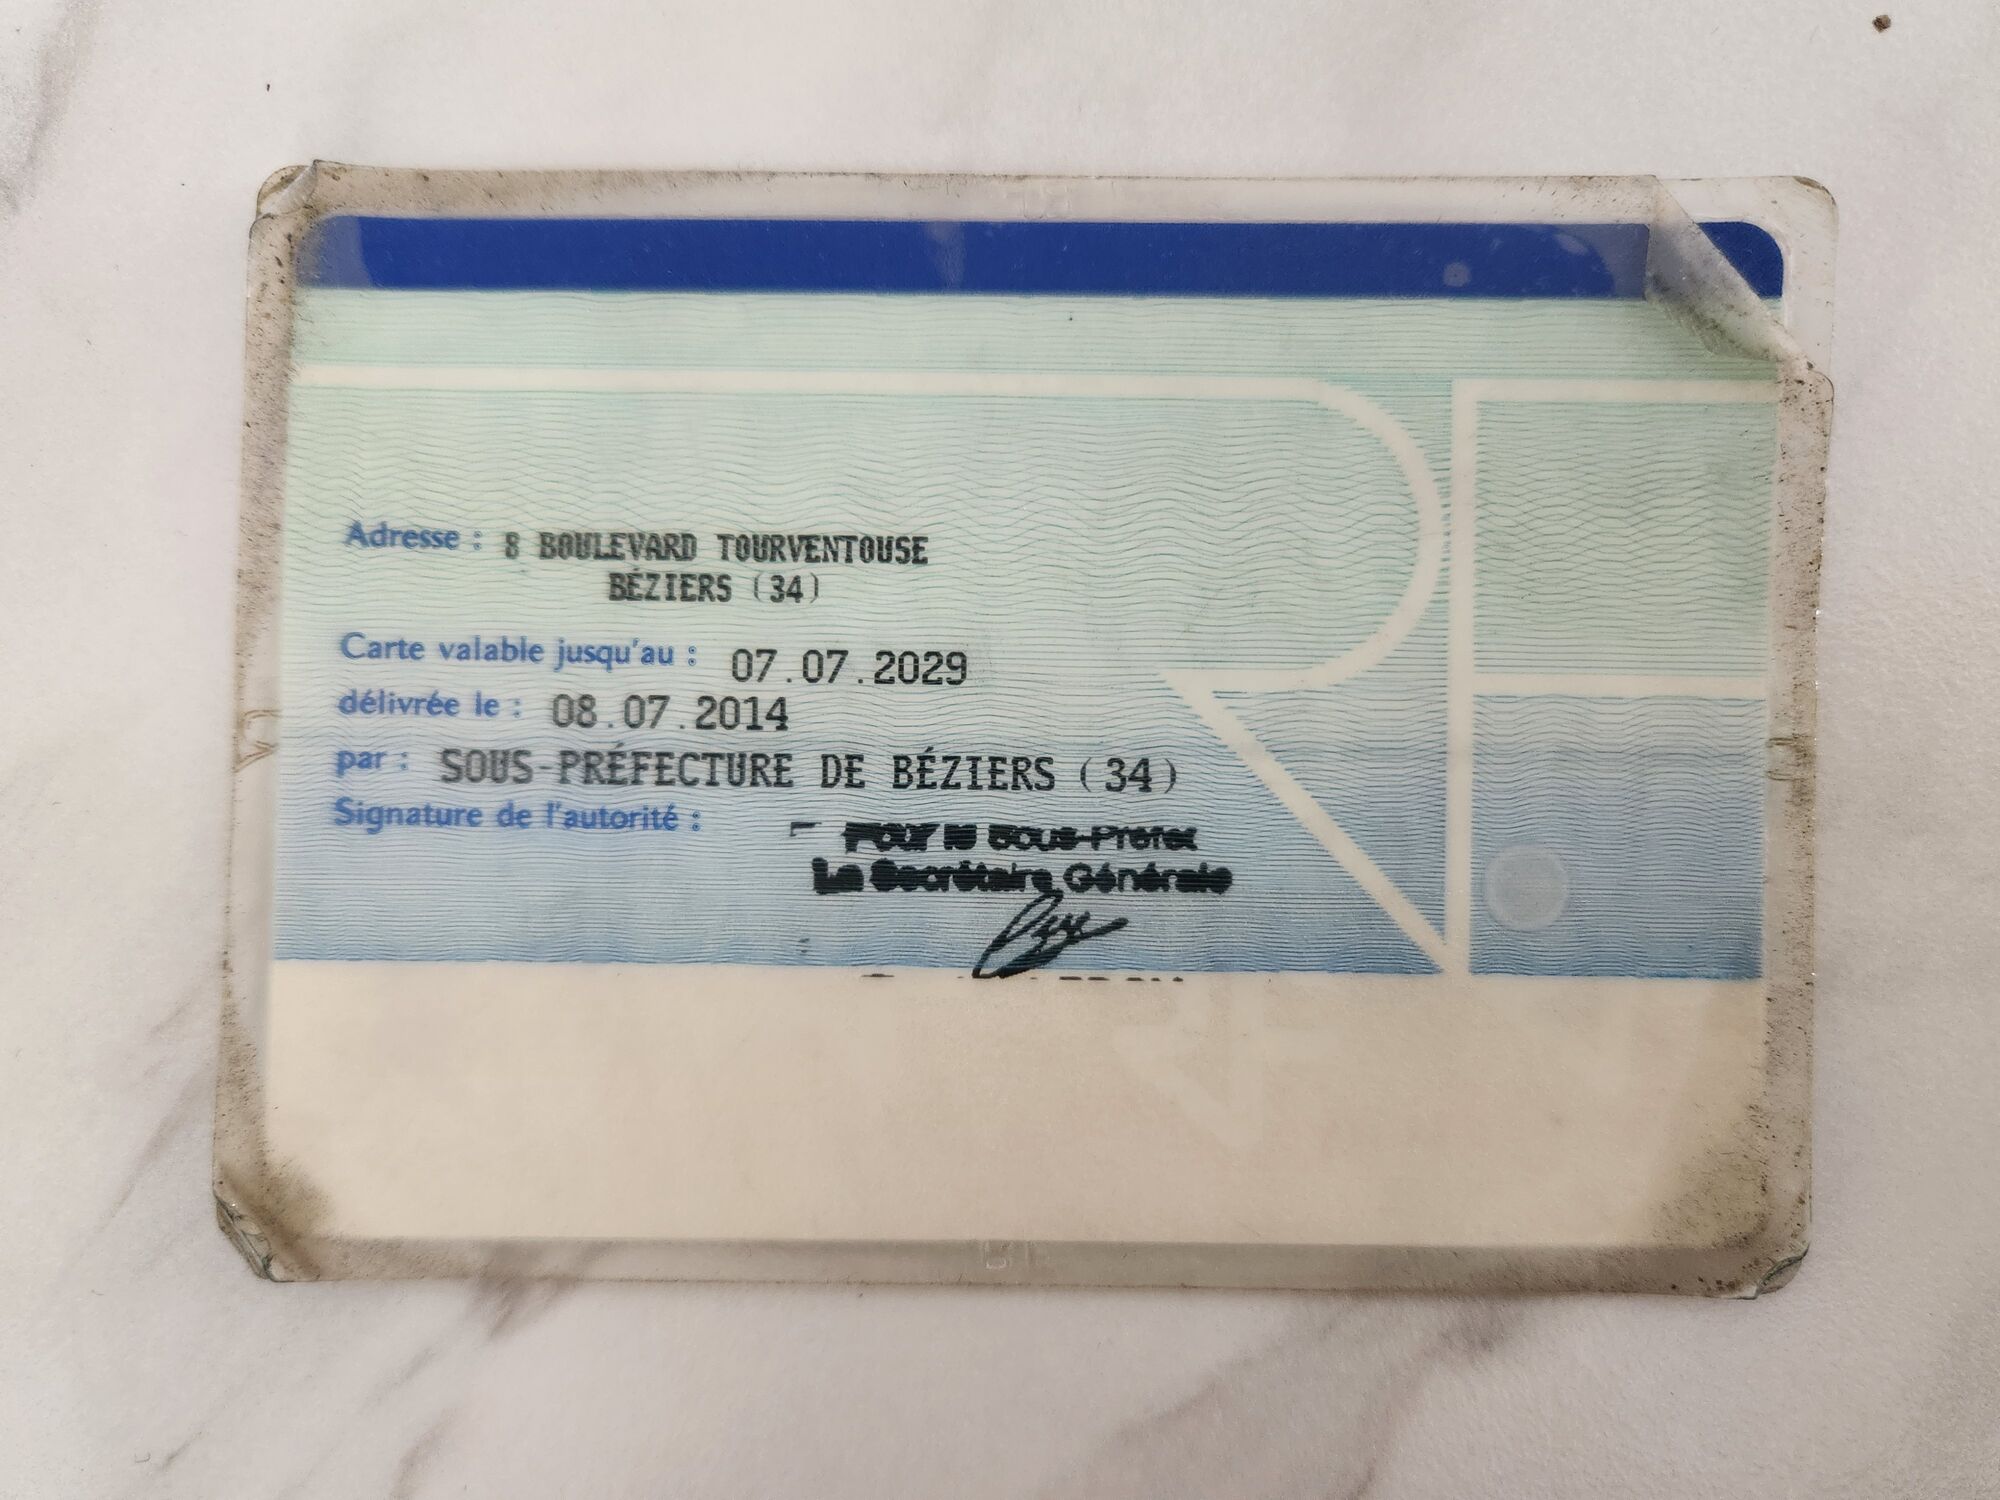 Adresse : 8 BOULEVARD TOURVENTOUSE
BÉZIERS (34)
Carte valable jusqu'au : 07.07.2029
délivrée le : 08.07.2014
par : SOUS-PRÉFECTURE DE BÉZIERS (34)
Signature de l'autorité :
Pour le Sous-Préfet
La Secrétaire Générale
RF